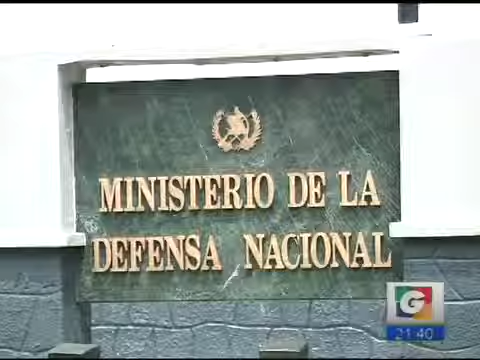 MINISTERIO DE LA
DEFENSA NACIONAL
G
21:40